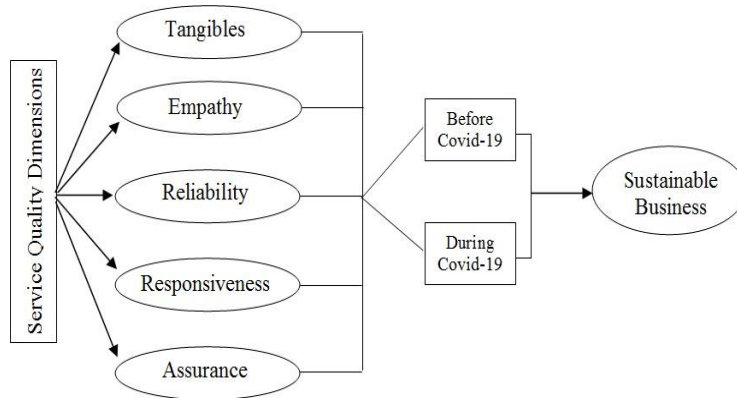 Service Quality Dimensions
Tangibles
Empathy
Reliability
Responsiveness
Assurance
Before
Covid-19
During
Covid-19
Sustainable
Business